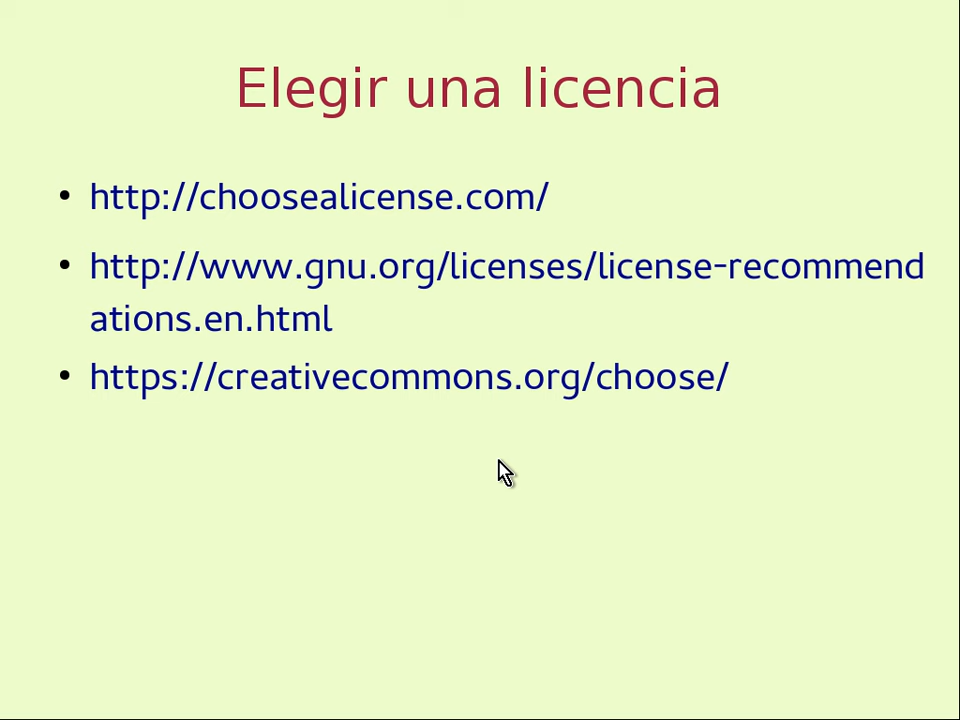 Elegir una licencia
• http://choosealicense.com/
• http://www.gnu.org/licenses/license-recommend
ations.en.html
• https://creativecommons.org/choose/